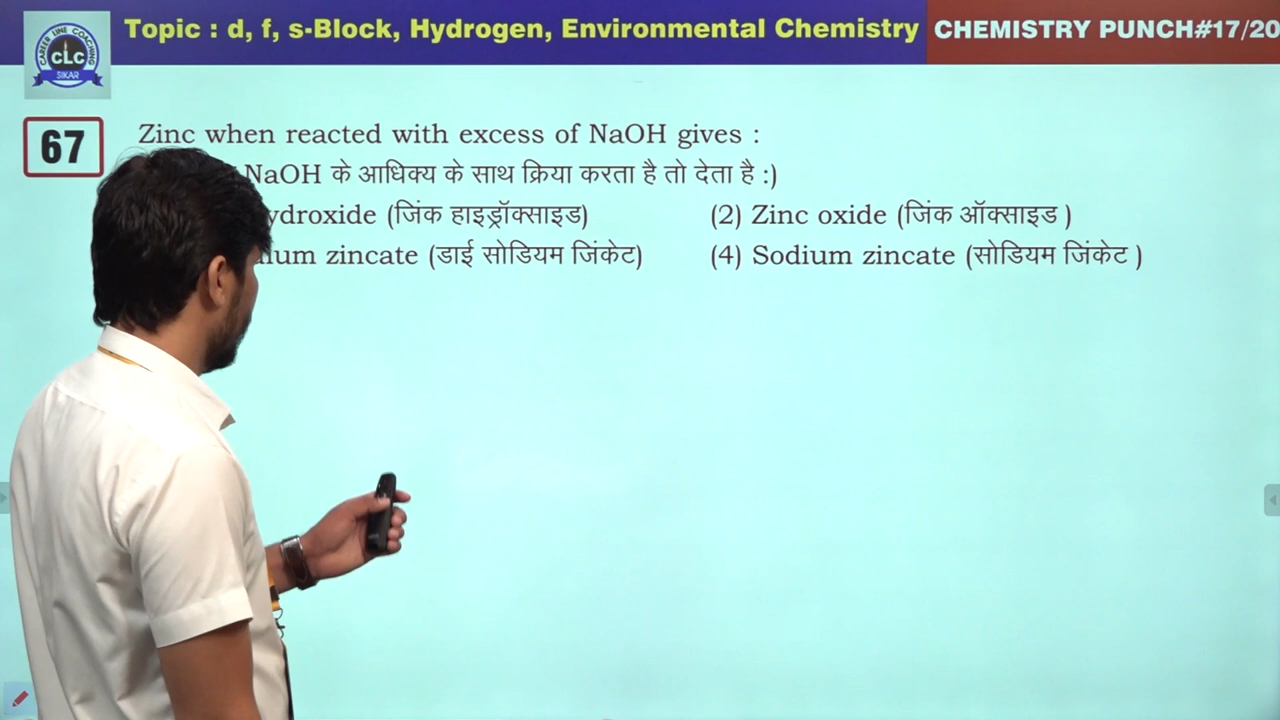 Topic : d, f, s-Block, Hydrogen, Environmental Chemistry
CHEMISTRY PUNCH#17/20
CAREER LINE COACHING
CLC
SIKAR
67
Zinc when reacted with excess of NaOH gives :
NaOH के आधिक्य के साथ क्रिया करता है तो देता है :)
ydroxide (जिंक हाइड्रॉक्साइड)
(2) Zinc oxide (जिंक ऑक्साइड )
ium zincate (डाई सोडियम जिंकेट)
(4) Sodium zincate (सोडियम जिंकेट )